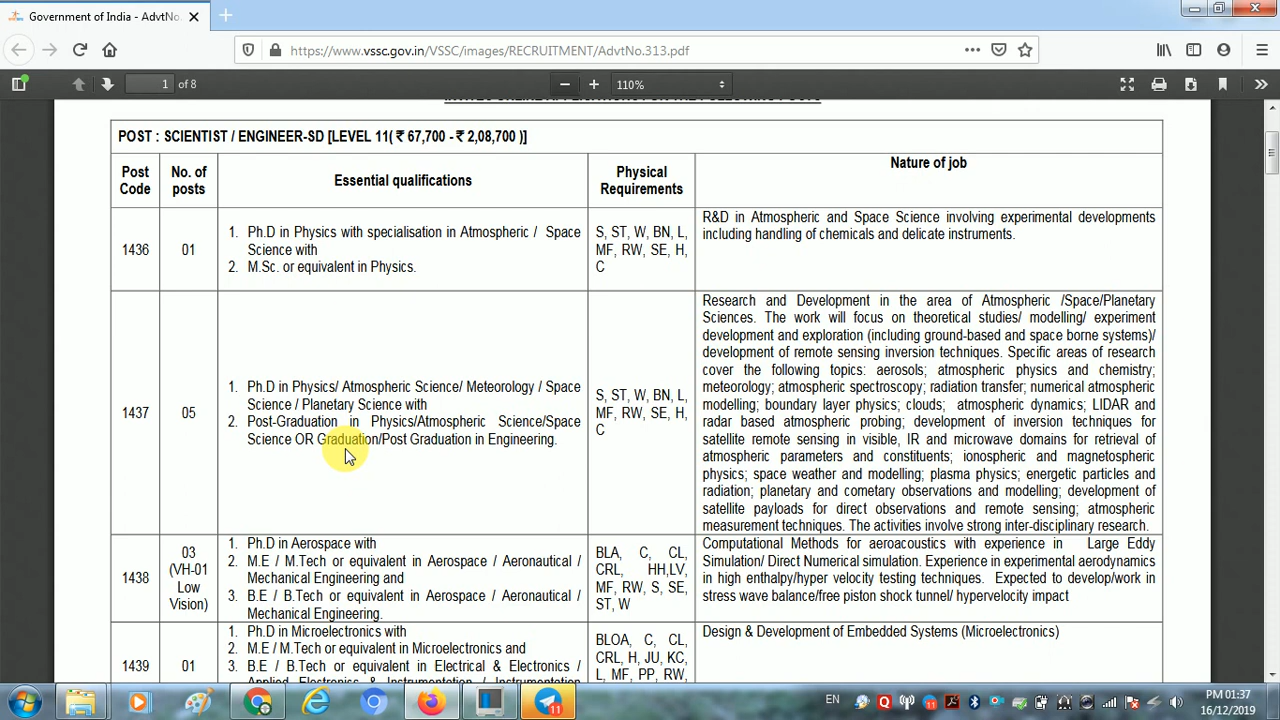 Government of India - AdvtNo.
https://www.vssc.gov.in/VSSC/images/RECRUITMENT/AdvtNo.313.pdf
1 of 8
110%
POST : SCIENTIST / ENGINEER-SD [LEVEL 11( ₹ 67,700 - ₹ 2,08,700 )]
Post Code
No. of posts
Essential qualifications
Physical Requirements
Nature of job
1436
01
1. Ph.D in Physics with specialisation in Atmospheric / Space
Science with
2. M.Sc. or equivalent in Physics.
S, ST, W, BN, L,
MF, RW, SE, H,
C
R&D in Atmospheric and Space Science involving experimental developments
including handling of chemicals and delicate instruments.
1437
05
1. Ph.D in Physics/ Atmospheric Science/ Meteorology / Space
Science / Planetary Science with
2. Post-Graduation in Physics/Atmospheric Science/Space
Science OR Graduation/Post Graduation in Engineering.
S, ST, W, BN, L,
MF, RW, SE, H,
C
Research and Development in the area of Atmospheric /Space/Planetary
Sciences. The work will focus on theoretical studies/ modelling/ experiment
development and exploration (including ground-based and space borne systems)/
development of remote sensing inversion techniques. Specific areas of research
cover the following topics: aerosols; atmospheric physics and chemistry;
meteorology; atmospheric spectroscopy; radiation transfer; numerical atmospheric
modelling; boundary layer physics; clouds; atmospheric dynamics; LIDAR and
radar based atmospheric probing; development of inversion techniques for
satellite remote sensing in visible, IR and microwave domains for retrieval of
atmospheric parameters and constituents; ionospheric and magnetospheric
physics; space weather and modelling; plasma physics; energetic particles and
radiation; planetary and cometary observations and modelling; development of
satellite payloads for direct observations and remote sensing; atmospheric
measurement techniques. The activities involve strong inter-disciplinary research.
1438
03
(VH-01
Low
Vision)
1. Ph.D in Aerospace with
2. M.E / M.Tech or equivalent in Aerospace / Aeronautical /
Mechanical Engineering and
3. B.E / B.Tech or equivalent in Aerospace / Aeronautical /
Mechanical Engineering.
BLA, C, CL,
CRL, HH,LV,
MF, RW, S, SE,
ST, W
Computational Methods for aeroacoustics with experience in Large Eddy
Simulation/ Direct Numerical simulation. Experience in experimental aerodynamics
in high enthalpy/hyper velocity testing techniques. Expected to develop/work in
stress wave balance/free piston shock tunnel/ hypervelocity impact
1439
01
1. Ph.D in Microelectronics with
2. M.E / M.Tech or equivalent in Microelectronics and
3. B.E / B.Tech or equivalent in Electrical & Electronics /
Applied Electronics & Instrumentation / Instrumentation
BLOA, C, CL,
CRL, H, JU, KC,
L, MF, PP, RW,
Design & Development of Embedded Systems (Microelectronics)
11
EN
11
PM 01:37
16/12/2019